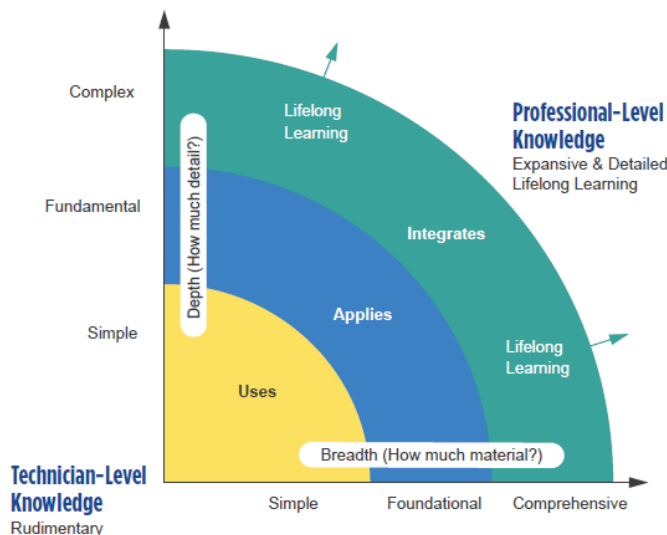 Complex
Fundamental
Simple
Depth (How much detail?)
Lifelong
Learning
Integrates
Applies
Uses
Lifelong
Learning
Professional-Level
Knowledge
Expansive & Detailed
Lifelong Learning
Breadth (How much material?)
Technician-Level
Knowledge
Rudimentary
Simple
Foundational
Comprehensive